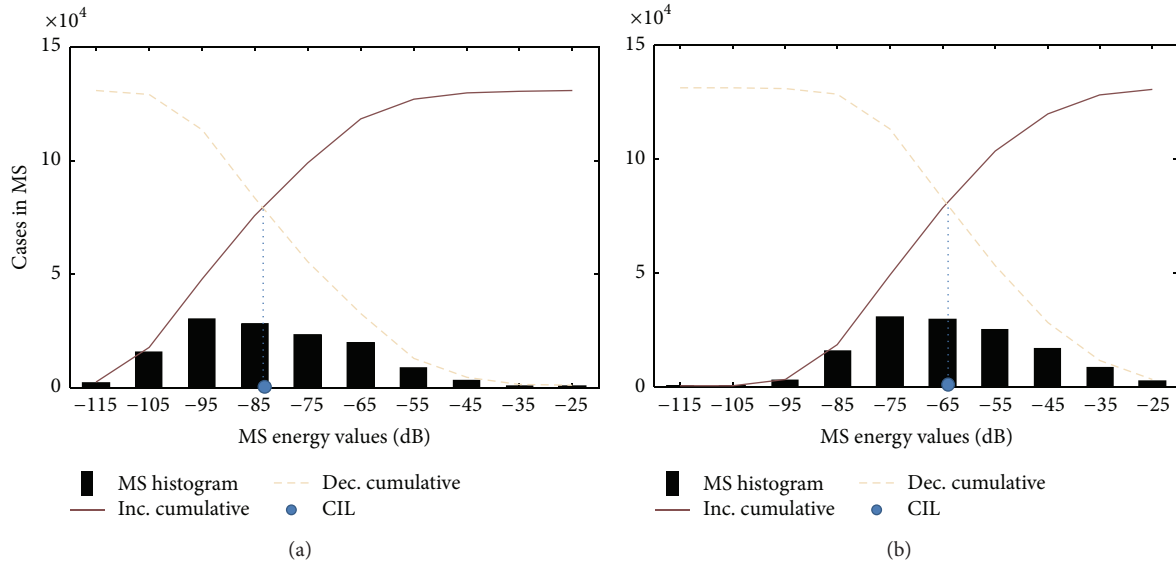 ×10⁴
15
10
5
0
Cases in MS
−115 −105 −95 −85 −75 −65 −55 −45 −35 −25
MS energy values (dB)
MS histogram
Inc. cumulative
Dec. cumulative
CIL
(a)
×10⁴
15
10
5
0
−115 −105 −95 −85 −75 −65 −55 −45 −35 −25
MS energy values (dB)
MS histogram
Inc. cumulative
Dec. cumulative
CIL
(b)